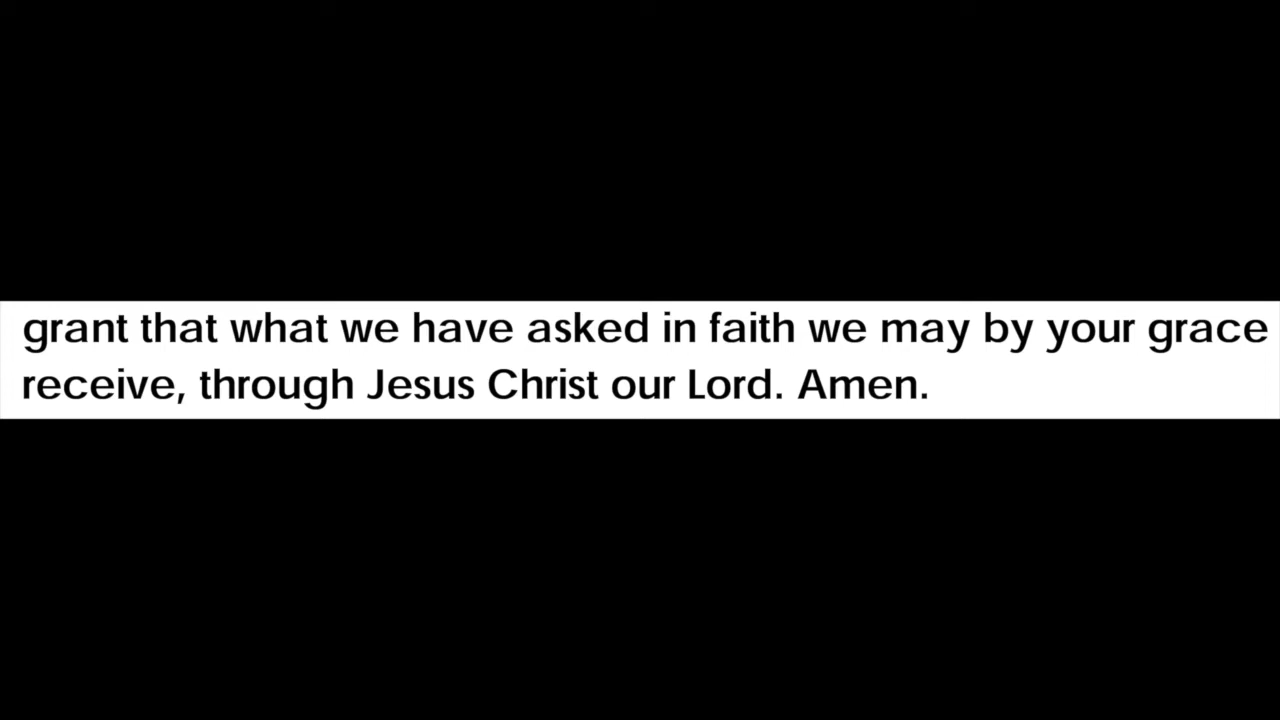 grant that what we have asked in faith we may by your grace
receive, through Jesus Christ our Lord. Amen.